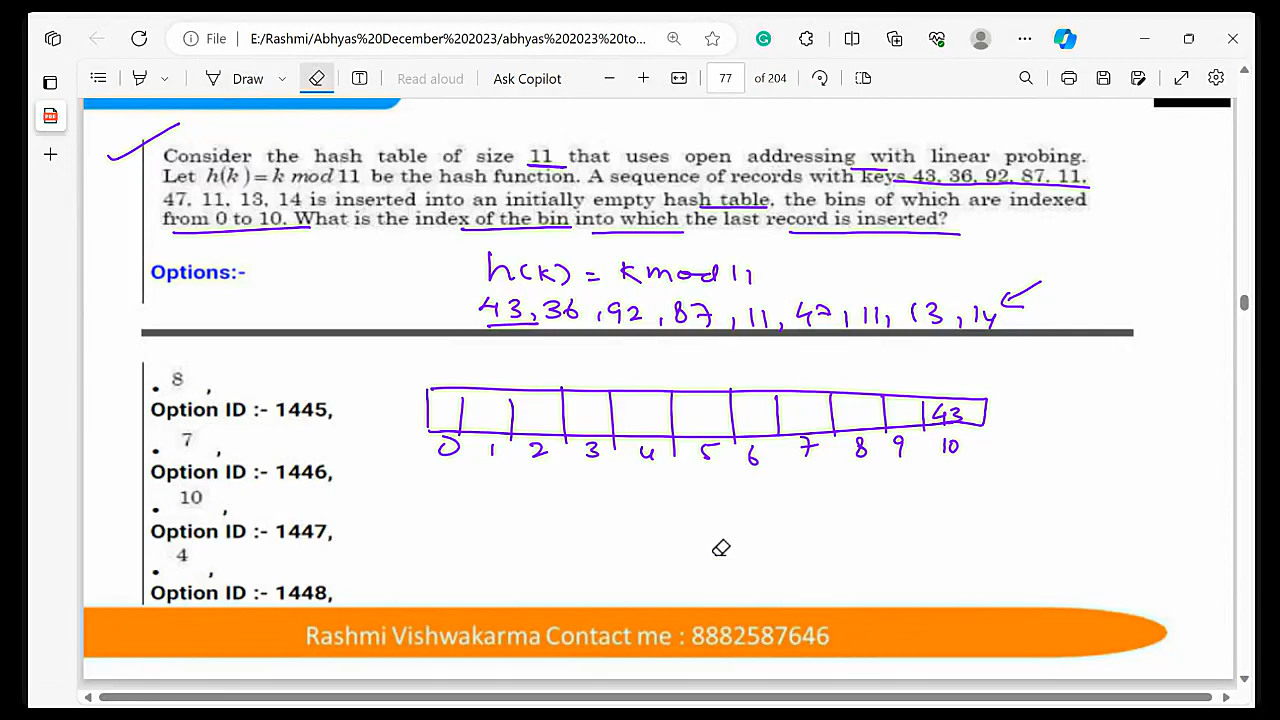 File E:/Rashmi/Abhyas%20December%202023/abhyas%202023%20to...
Draw Read aloud Ask Copilot 77 of 204
Consider the hash table of size 11 that uses open addressing with linear probing.
Let h(k) = k mod 11 be the hash function. A sequence of records with keys 43, 36, 92, 87, 11,
47, 11, 13, 14 is inserted into an initially empty hash table, the bins of which are indexed
from 0 to 10. What is the index of the bin into which the last record is inserted?
Options:-
h(k) = k mod 11
43, 36, 92, 87, 11, 47, 11, 13, 14
8 ,
Option ID :- 1445,
7 ,
Option ID :- 1446,
10 ,
Option ID :- 1447,
4 ,
Option ID :- 1448,
43
0 1 2 3 4 5 6 7 8 9 10
Rashmi Vishwakarma Contact me : 8882587646